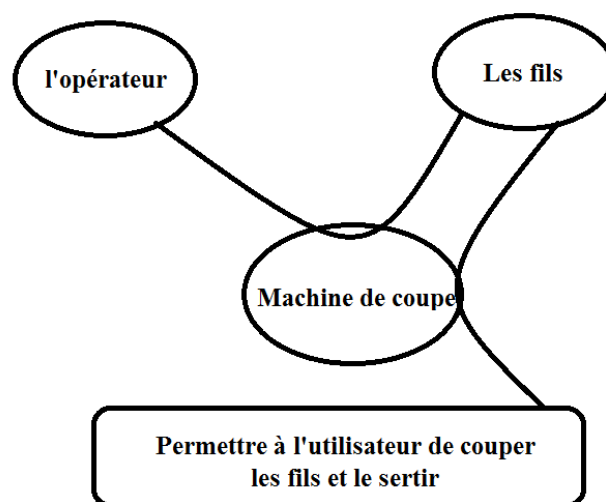 l'opérateur
Les fils
Machine de coupe
Permettre à l'utilisateur de couper
les fils et le sertir